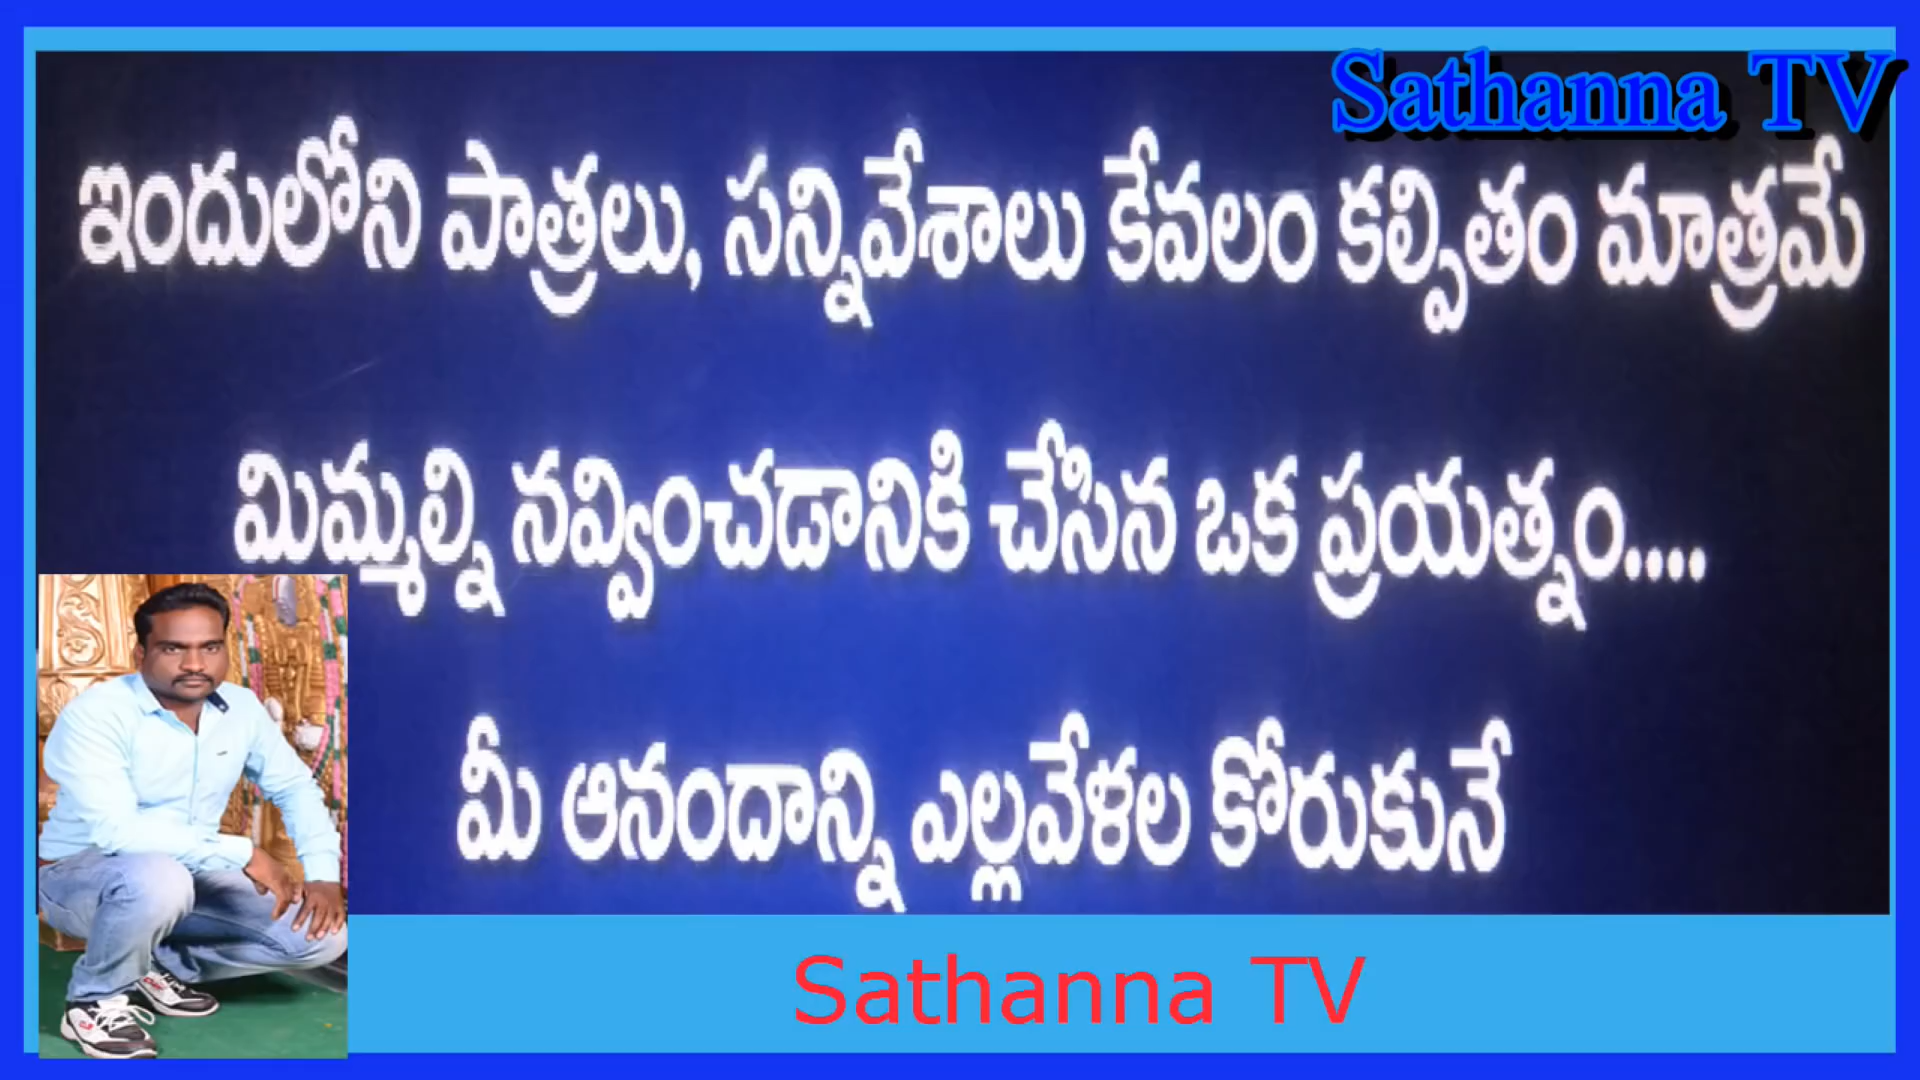 Sathanna TV
ఇందులోని పాత్రలు, సన్నివేశాలు కేవలం కల్పితం మాత్రమే
మిమ్మల్ని నవ్వించడానికి చేసిన ఒక ప్రయత్నం....
మీ ఆనందాన్ని ఎల్లవేళల కోరుకునే
Sathanna TV